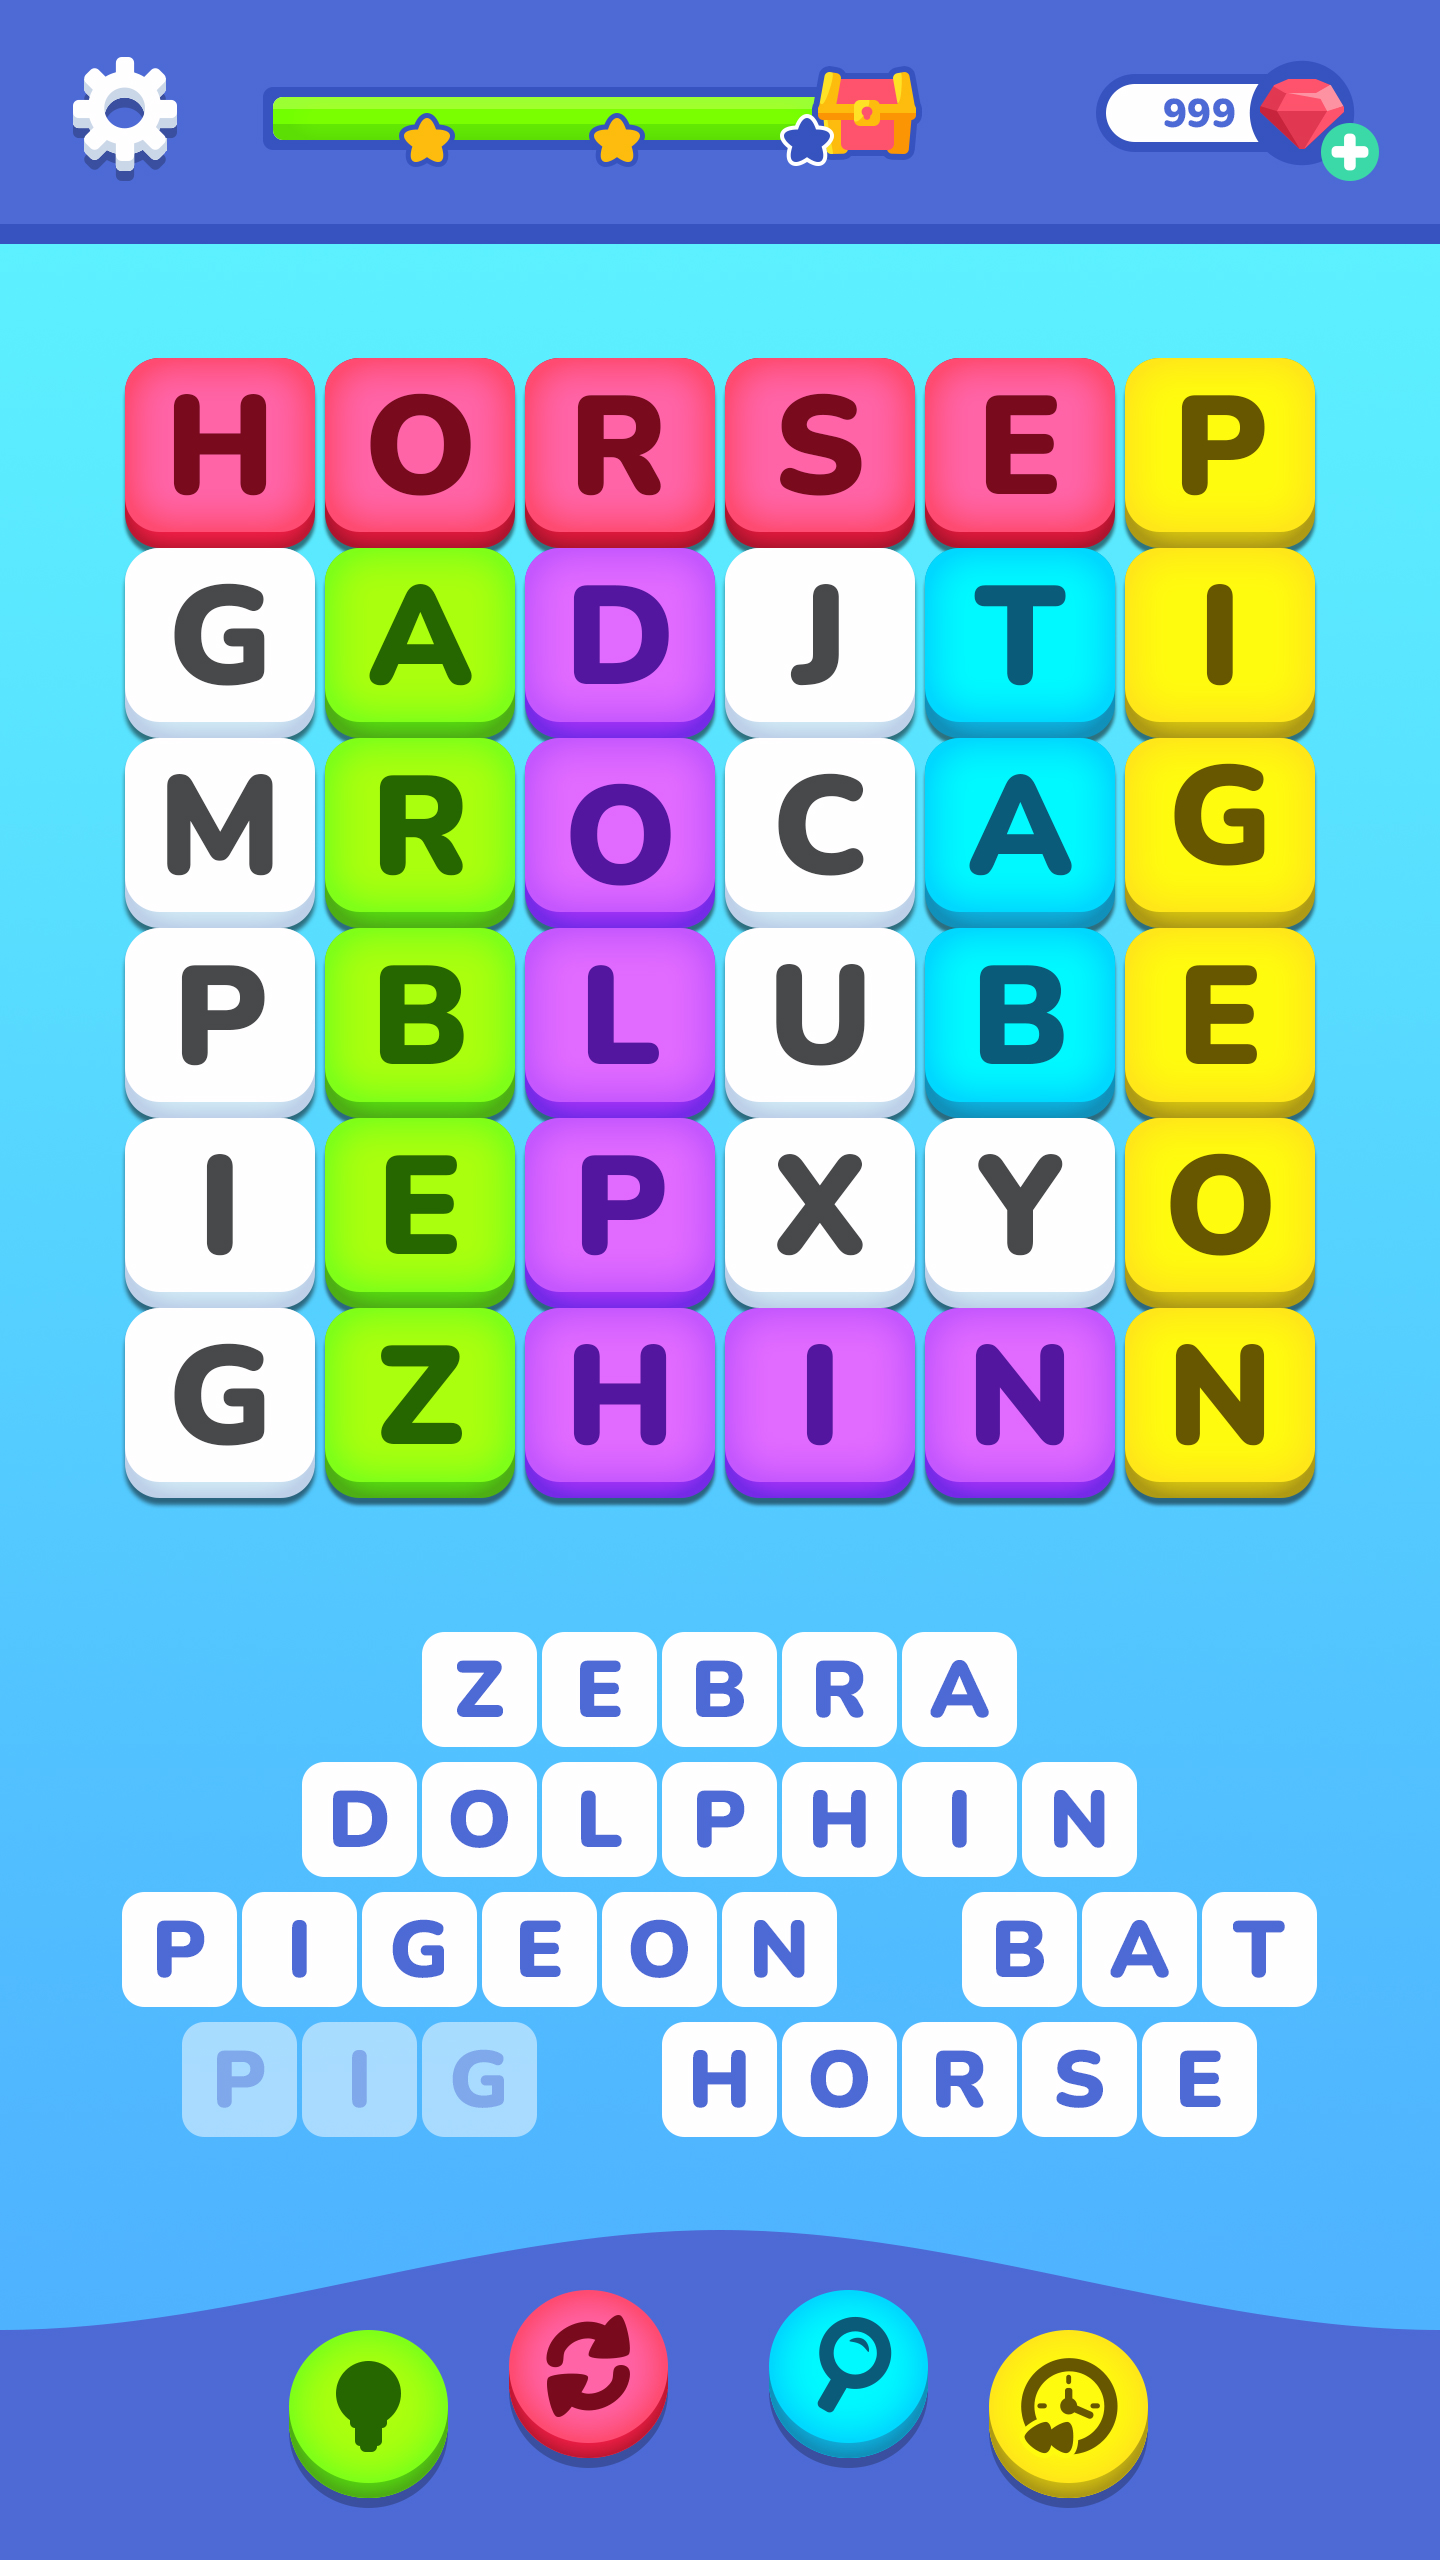 999
H O R S E P
G A D J T I
M R O C A G
P B L U B E
I E P X Y O
G Z H I N N
ZEBRA
DOLPHIN
PIGEON BAT
PIG HORSE